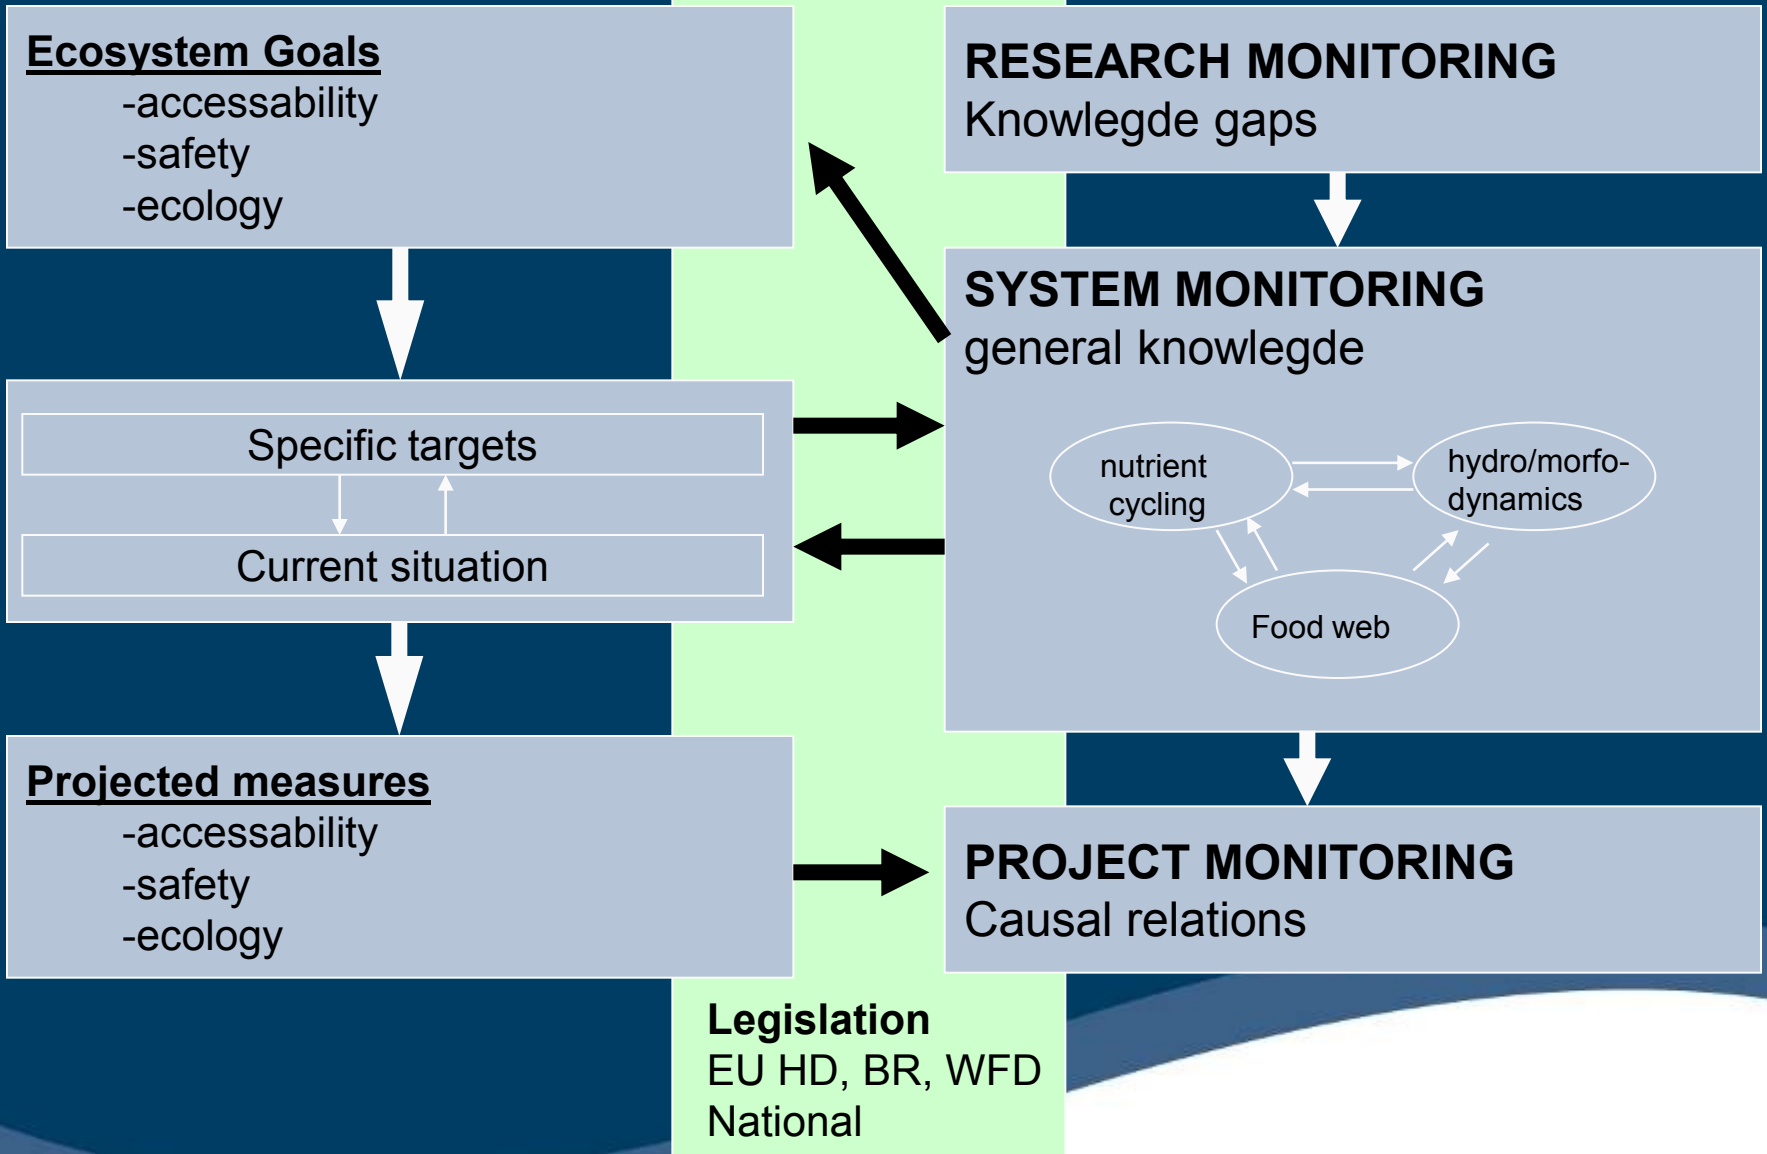 Ecosystem Goals
-accessability
-safety
-ecology
Specific targets
Current situation
Projected measures
-accessability
-safety
-ecology
RESEARCH MONITORING
Knowlegde gaps
SYSTEM MONITORING
general knowlegde
nutrient
cycling
hydro/morfo-
dynamics
Food web
PROJECT MONITORING
Causal relations
Legislation
EU HD, BR, WFD
National